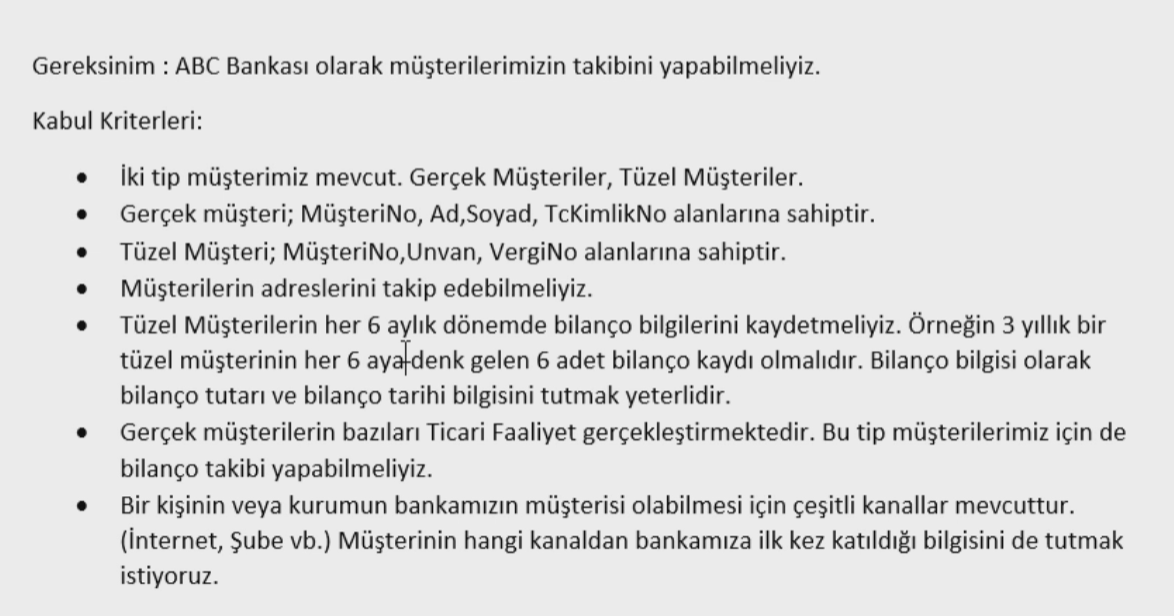 Gereksinim : ABC Bankası olarak müşterilerimizin takibini yapabilmeliyiz.
Kabul Kriterleri:
• İki tip müşterimiz mevcut. Gerçek Müşteriler, Tüzel Müşteriler.
• Gerçek müşteri; MüşteriNo, Ad,Soyad, TcKimlikNo alanlarına sahiptir.
• Tüzel Müşteri; MüşteriNo,Unvan, VergiNo alanlarına sahiptir.
• Müşterilerin adreslerini takip edebilmeliyiz.
• Tüzel Müşterilerin her 6 aylık dönemde bilanço bilgilerini kaydetmeliyiz. Örneğin 3 yıllık bir
tüzel müşterinin her 6 aya denk gelen 6 adet bilanço kaydı olmalıdır. Bilanço bilgisi olarak
bilanço tutarı ve bilanço tarihi bilgisini tutmak yeterlidir.
• Gerçek müşterilerin bazıları Ticari Faaliyet gerçekleştirmektedir. Bu tip müşterilerimiz için de
bilanço takibi yapabilmeliyiz.
• Bir kişinin veya kurumun bankamızın müşterisi olabilmesi için çeşitli kanallar mevcuttur.
(İnternet, Şube vb.) Müşterinin hangi kanaldan bankamıza ilk kez katıldığı bilgisini de tutmak
istiyoruz.